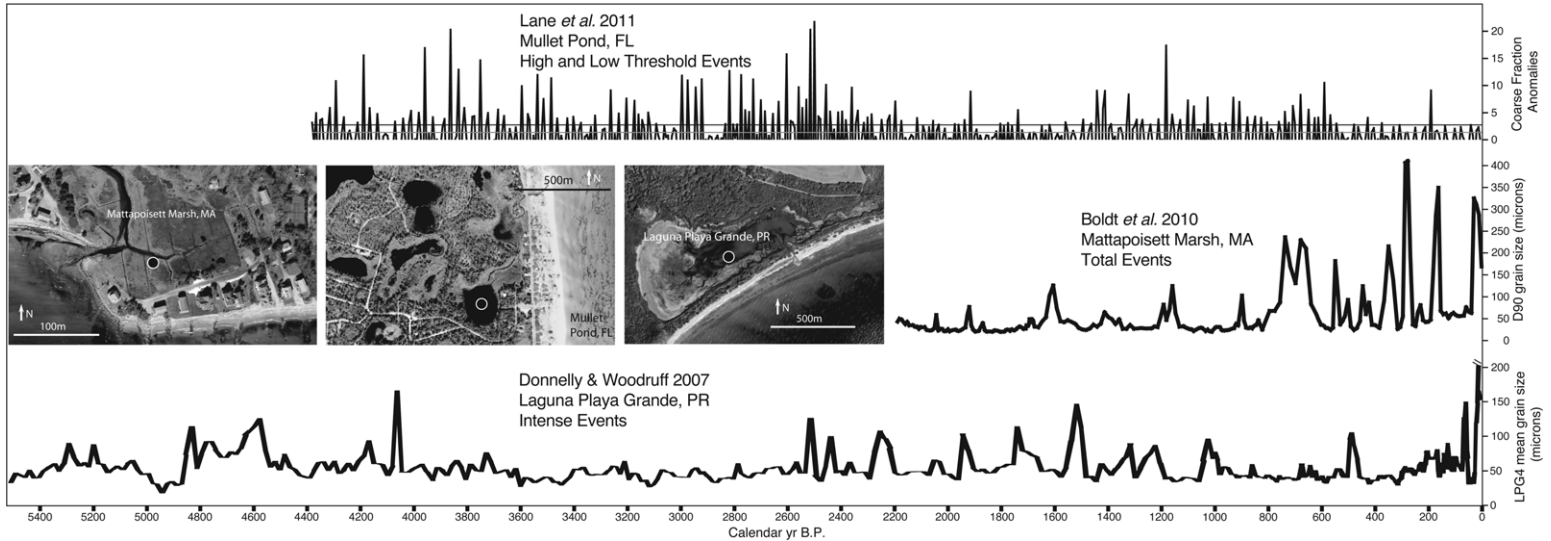 Lane et al. 2011
Mullet Pond, FL
High and Low Threshold Events
20
15
10
5
0
Coarse Fraction
Anomalies
Mattapoisett Marsh, MA
N
100m
500m
N
Mullet
Pond, FL
Laguna Playa Grande, PR
N
500m
Boldt et al. 2010
Mattapoisett Marsh, MA
Total Events
400
350
300
250
200
150
100
50
0
D90 grain size (microns)
Donnelly & Woodruff 2007
Laguna Playa Grande, PR
Intense Events
200
150
100
50
0
LPG4 mean grain size
(microns)
5400 5200 5000 4800 4600 4400 4200 4000 3800 3600 3400 3200 3000 2800 2600 2400 2200 2000 1800 1600 1400 1200 1000 800 600 400 200 0
Calendar yr B.P.